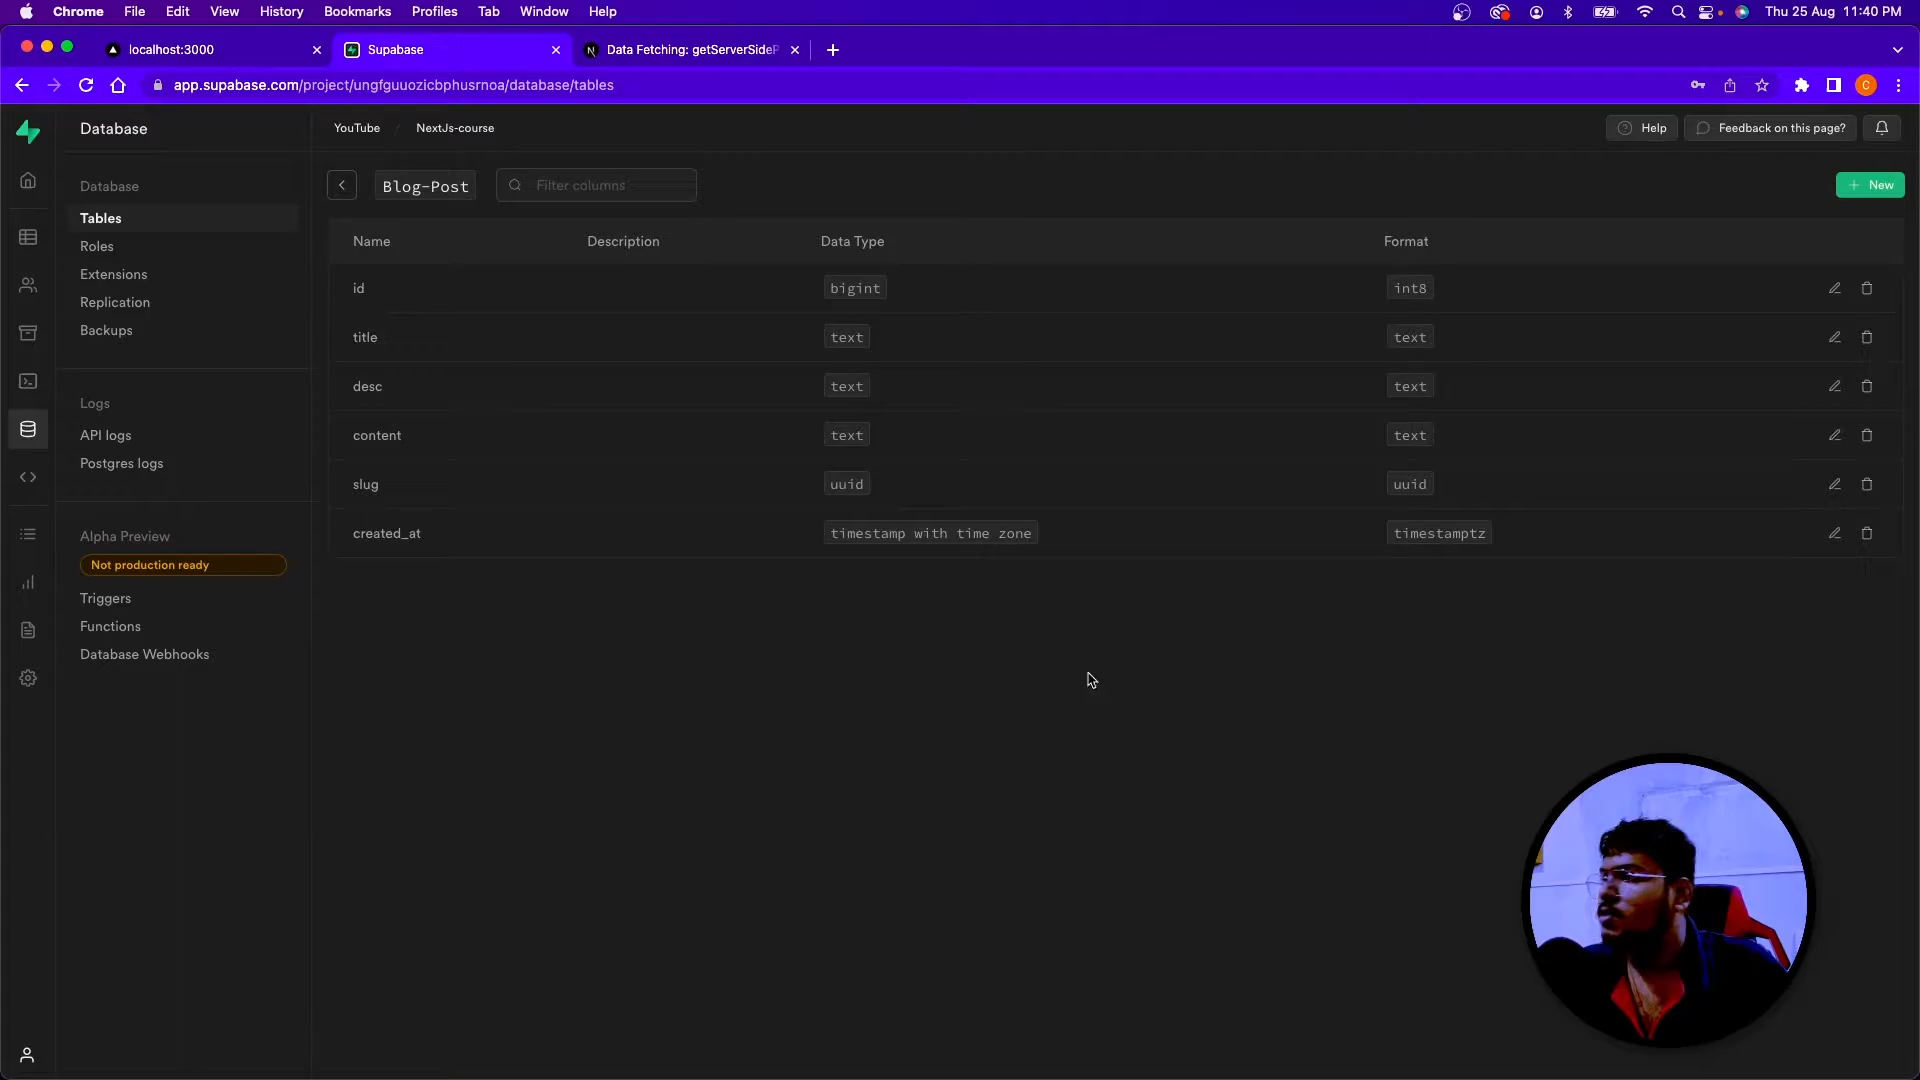 Chrome File Edit View History Bookmarks Profiles Tab Window Help Thu 25 Aug 11:40 PM
localhost:3000 Supabase Data Fetching: getServerSideP
app.supabase.com/project/ungfguuozicbphusrnoa/database/tables C
Database YouTube / NextJs-course Help Feedback on this page?
Database
Tables
Roles
Extensions
Replication
Backups
Logs
API logs
Postgres logs
Alpha Preview
Not production ready
Triggers
Functions
Database Webhooks
Blog-Post Filter columns New
Name Description Data Type Format
id bigint int8
title text text
desc text text
content text text
slug uuid uuid
created_at timestamp with time zone timestamptz